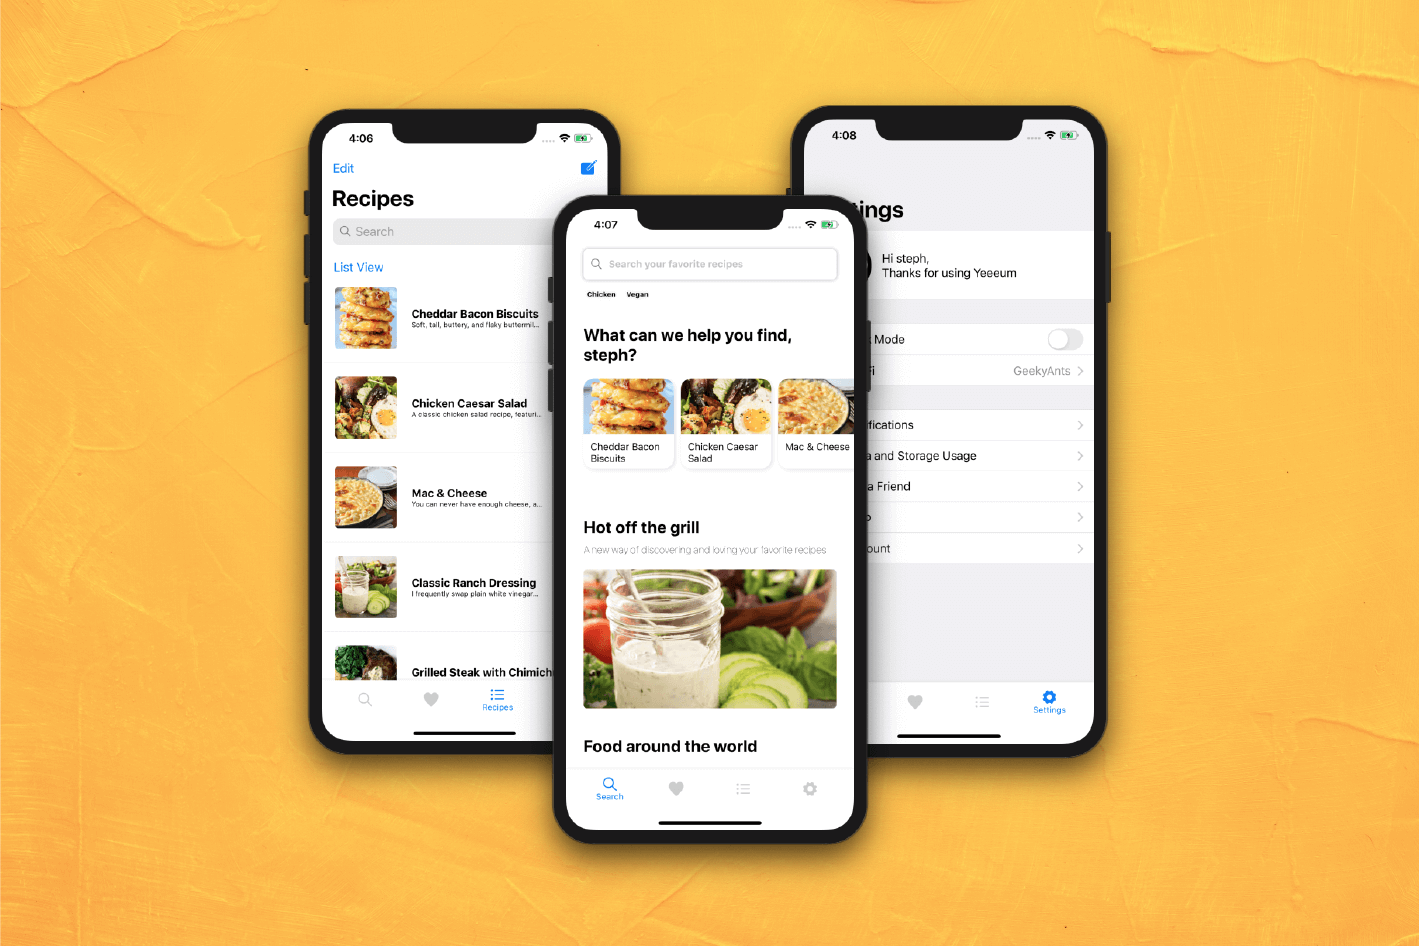 4:06
Edit
Recipes
Search
List View
Cheddar Bacon Biscuits
Soft, tall, buttery, and flaky buttermil...
Chicken Caesar Salad
A classic chicken salad recipe, featuri...
Mac & Cheese
You can never have enough cheese, a...
Classic Ranch Dressing
I frequently swap plain white vinegar...
Grilled Steak with Chimich
Recipes
4:07
Search your favorite recipes
Chicken Vegan
What can we help you find,
steph?
Cheddar Bacon
Biscuits
Chicken Caesar
Salad
Mac & Cheese
Hot off the grill
A new way of discovering and loving your favorite recipes
Food around the world
Search
4:08
tings
Hi steph,
Thanks for using Yeeeum
Mode
Fi GeekyAnts
ifications
a and Storage Usage
a Friend
p
ount
Settings